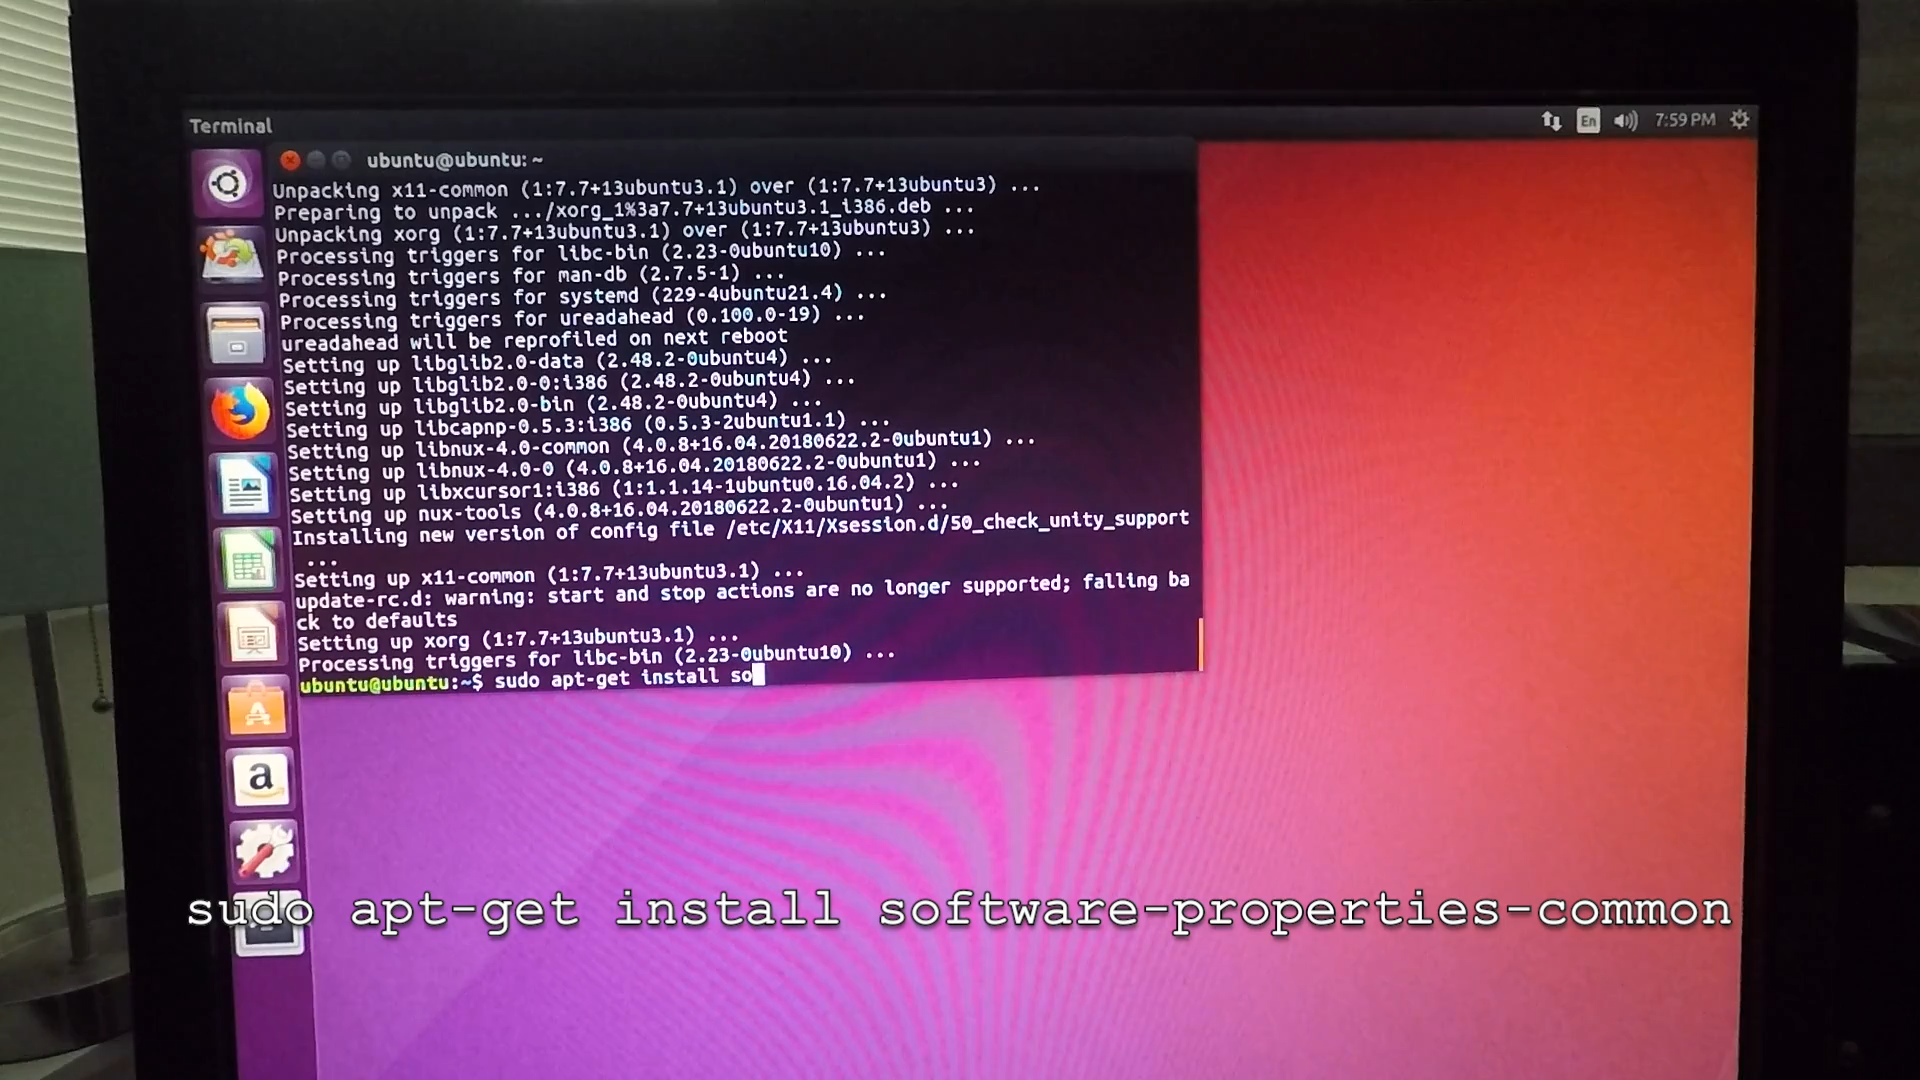 Terminal
En
7:59 PM
ubuntu@ubuntu: ~
Unpacking x11-common (1:7.7+13ubuntu3.1) over (1:7.7+13ubuntu3) ...
Preparing to unpack .../xorg_1%3a7.7+13ubuntu3.1_i386.deb ...
Unpacking xorg (1:7.7+13ubuntu3.1) over (1:7.7+13ubuntu3) ...
Processing triggers for libc-bin (2.23-0ubuntu10) ...
Processing triggers for man-db (2.7.5-1) ...
Processing triggers for systemd (229-4ubuntu21.4) ...
Processing triggers for ureadahead (0.100.0-19) ...
ureadahead will be reprofiled on next reboot
Setting up libglib2.0-data (2.48.2-0ubuntu4) ...
Setting up libglib2.0-0:i386 (2.48.2-0ubuntu4) ...
Setting up libglib2.0-bin (2.48.2-0ubuntu4) ...
Setting up libcapnp-0.5.3:i386 (0.5.3-2ubuntu1.1) ...
Setting up libnux-4.0-common (4.0.8+16.04.20180622.2-0ubuntu1) ...
Setting up libnux-4.0-0 (4.0.8+16.04.20180622.2-0ubuntu1) ...
Setting up libxcursor1:i386 (1:1.1.14-1ubuntu0.16.04.2) ...
Setting up nux-tools (4.0.8+16.04.20180622.2-0ubuntu1) ...
Installing new version of config file /etc/X11/Xsession.d/50_check_unity_support
...
Setting up x11-common (1:7.7+13ubuntu3.1) ...
update-rc.d: warning: start and stop actions are no longer supported; falling ba
ck to defaults
Setting up xorg (1:7.7+13ubuntu3.1) ...
Processing triggers for libc-bin (2.23-0ubuntu10) ...
ubuntu@ubuntu:~$ sudo apt-get install so
a
sudo apt-get install software-properties-common